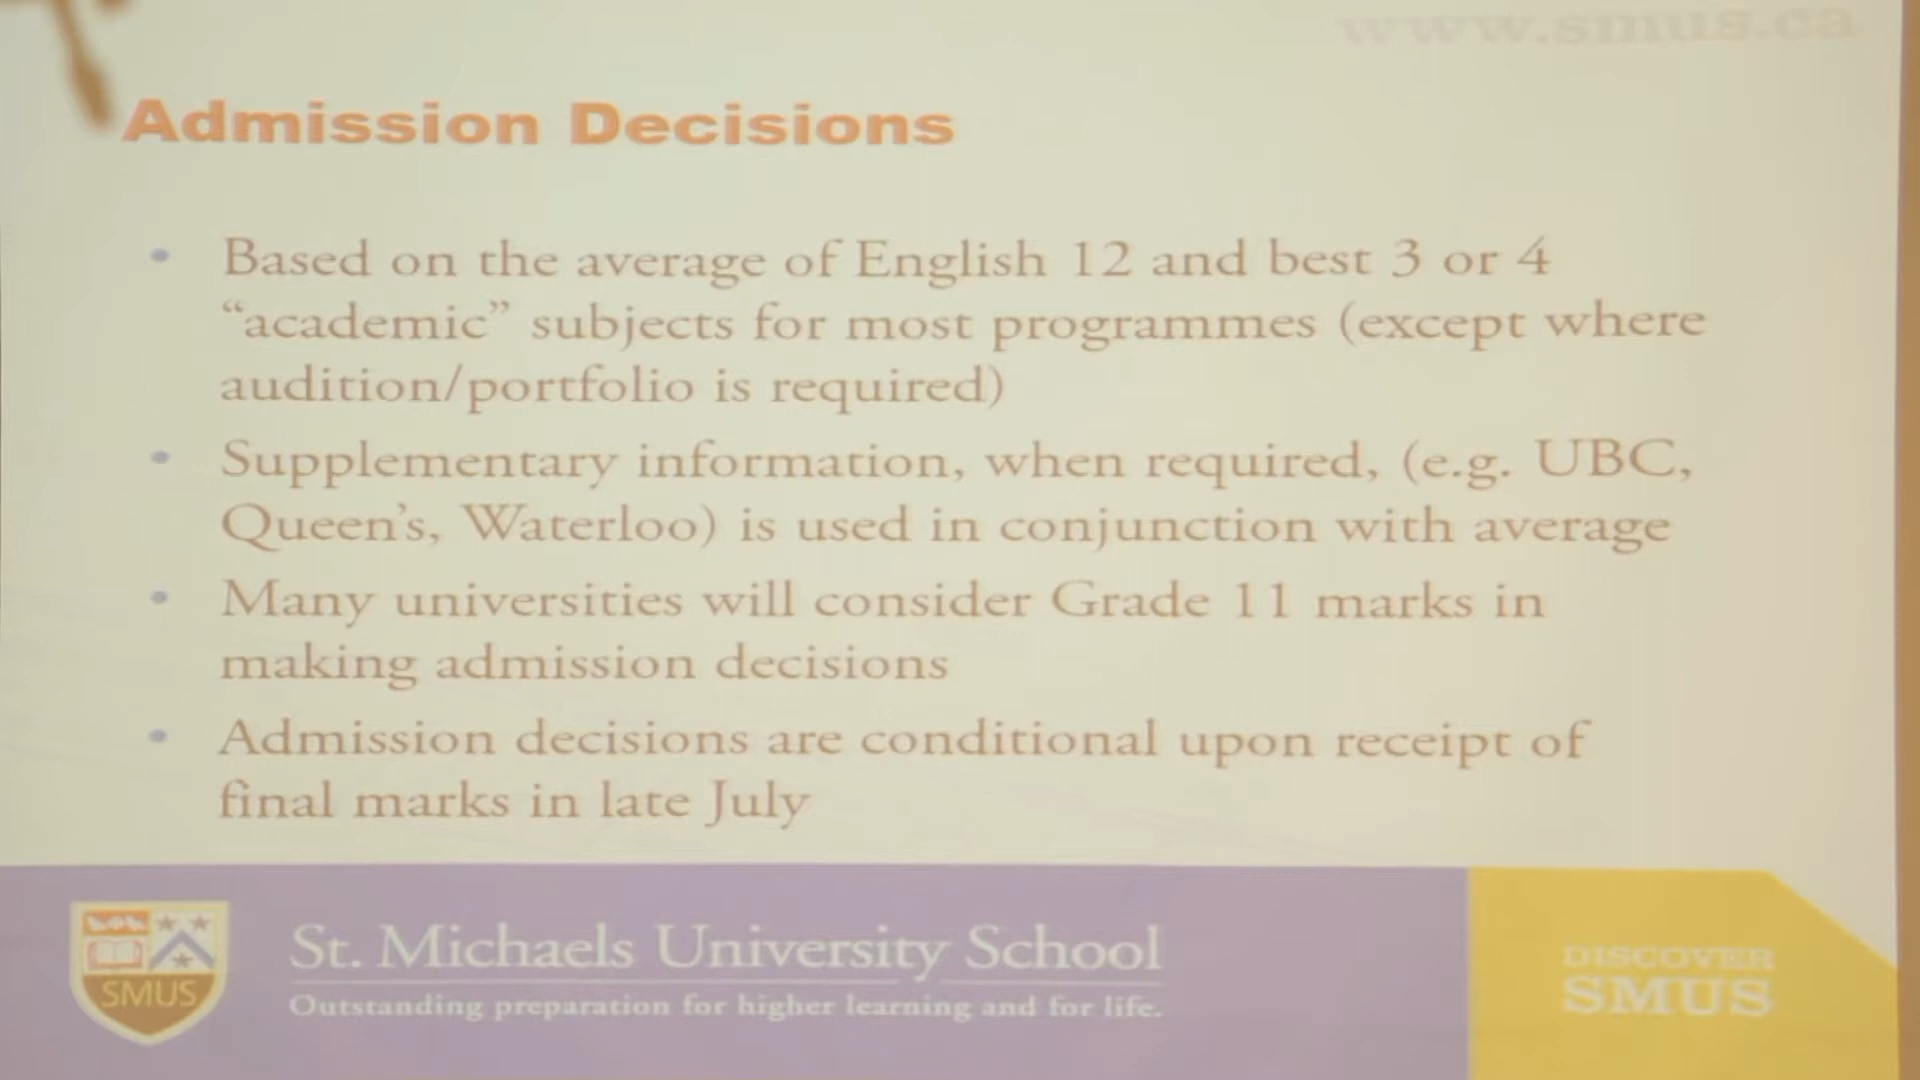 www.smus.ca
Admission Decisions
• Based on the average of English 12 and best 3 or 4
“academic” subjects for most programmes (except where
audition/portfolio is required)
• Supplementary information, when required, (e.g. UBC,
Queen’s, Waterloo) is used in conjunction with average
• Many universities will consider Grade 11 marks in
making admission decisions
• Admission decisions are conditional upon receipt of
final marks in late July
SMUS
St. Michaels University School
Outstanding preparation for higher learning and for life.
DISCOVER
SMUS